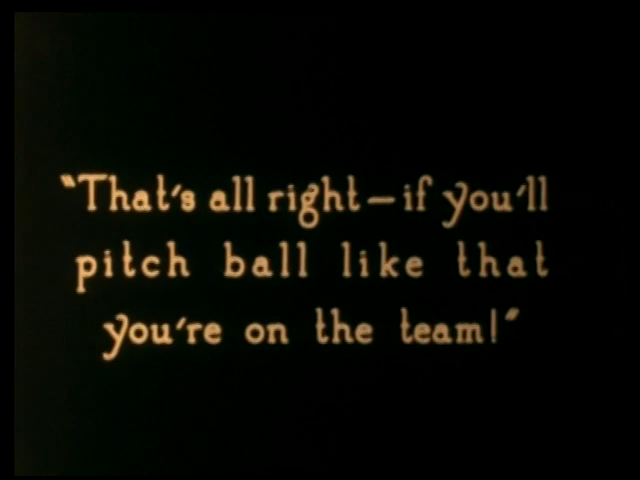 "That's all right—if you'll
pitch ball like that
you're on the team!"